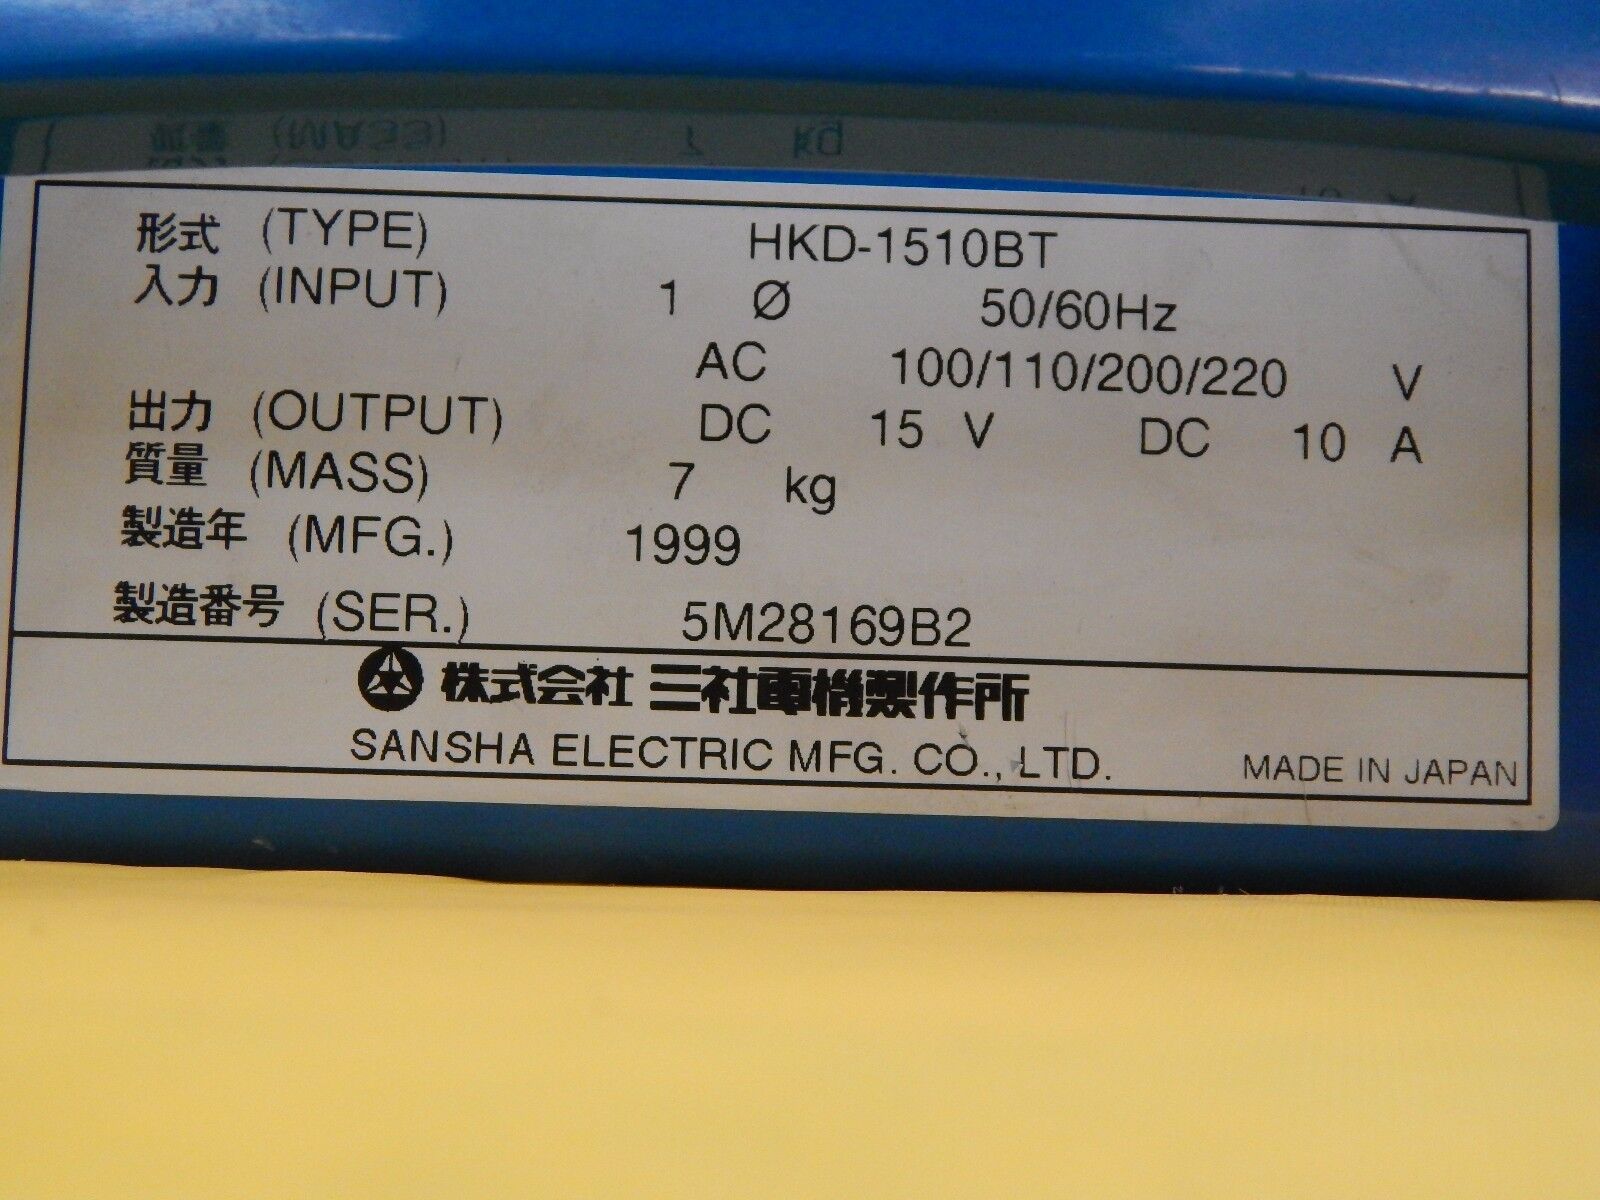 形式 (TYPE) HKD-1510BT
入力 (INPUT) 1 Ø 50/60Hz
AC 100/110/200/220 V
出力 (OUTPUT) DC 15 V DC 10 A
質量 (MASS) 7 kg
製造年 (MFG.) 1999
製造番号 (SER.) 5M28169B2
株式会社 三社電機製作所
SANSHA ELECTRIC MFG. CO., LTD. MADE IN JAPAN